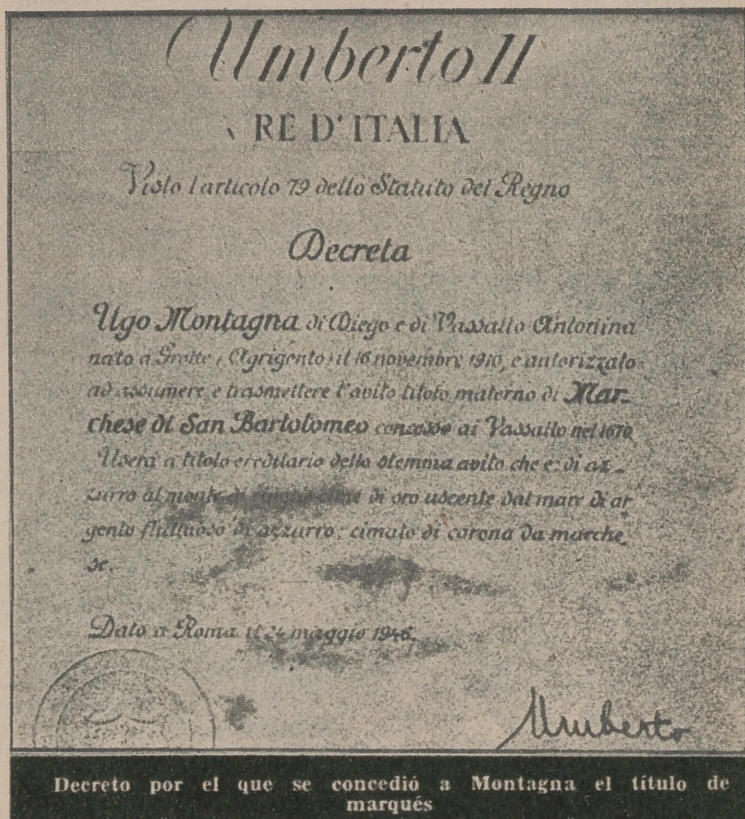 Umberto II
RE D'ITALIA
Visto l'articolo 79 dello Statuto del Regno
Decreta
Ugo Montagna di Diego e di Vassallo Antonina
nato a Grotte (Agrigento) il 16 novembre 1910, e autorizzato
ad assumere e trasmettere l'avito titolo materno di Mar-
chese di San Bartolomeo concesso ai Vassallo nel 1670
Userà a titolo ereditario dello stemma avito che e: di az-
zurro al monte di cime di oro uscente dal mare di ar
gento fluttuoso di azzurro; cimato di corona da marche
se.
Dato a Roma il 24 maggio 1946.
Umberto
Decreto por el que se concedió a Montagna el título de
marqués